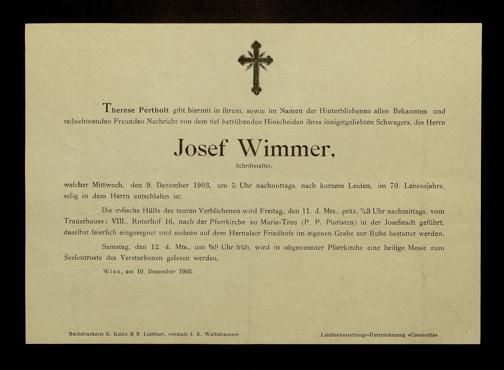 Therese Pertholt gibt hiermit in ihrem, sowie im Namen der Hinterbliebenen allen Bekannten und
teilnehmenden Freunden Nachricht von dem tief betrübenden Hinscheiden ihres innigstgeliebten Schwagers, des Herrn
Josef Wimmer,
Schriftsteller,
welcher Mittwoch, den 9. Dezember 1903, um 5 Uhr nachmittags, nach kurzem Leiden, im 70. Lebensjahre,
selig in dem Herrn entschlafen ist.
Die irdische Hülle des teuren Verblichenen wird Freitag, den 11. d. Mts., präz. ½3 Uhr nachmittags, vom
Trauerhause: VIII., Roterhof 16, nach der Pfarrkirche zu Maria-Treu (P. P. Piaristen) in der Josefstadt geführt,
daselbst feierlich eingesegnet und sodann auf dem Hernalser Friedhofe im eigenen Grabe zur Ruhe bestattet werden.
Samstag, den 12. d. Mts., um ½9 Uhr früh, wird in obgenannter Pfarrkirche eine heilige Messe zum
Seelentroste des Verstorbenen gelesen werden.
Wien, am 10. Dezember 1903.
Buchdruckerei E. Kainz & R. Liebhart, vormals J. B. Wallishausser.
Leichenbestattungs-Unternehmung «Concordia».